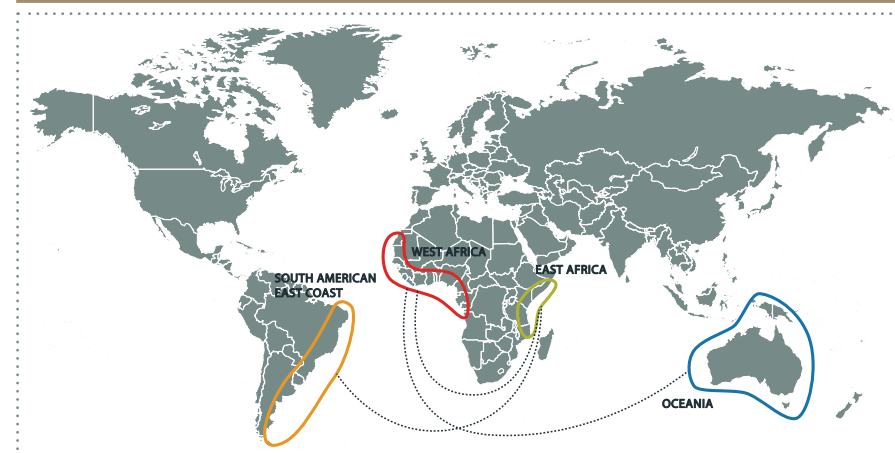 WEST AFRICA
EAST AFRICA
SOUTH AMERICAN
EAST COAST
OCEANIA